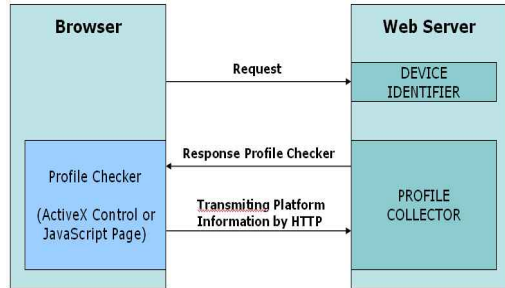 Browser
Web Server
Request
DEVICE
IDENTIFIER
Response Profile Checker
Profile Checker
(ActiveX Control or
JavaScript Page)
Transmiting Platform
Information by HTTP
PROFILE
COLLECTOR